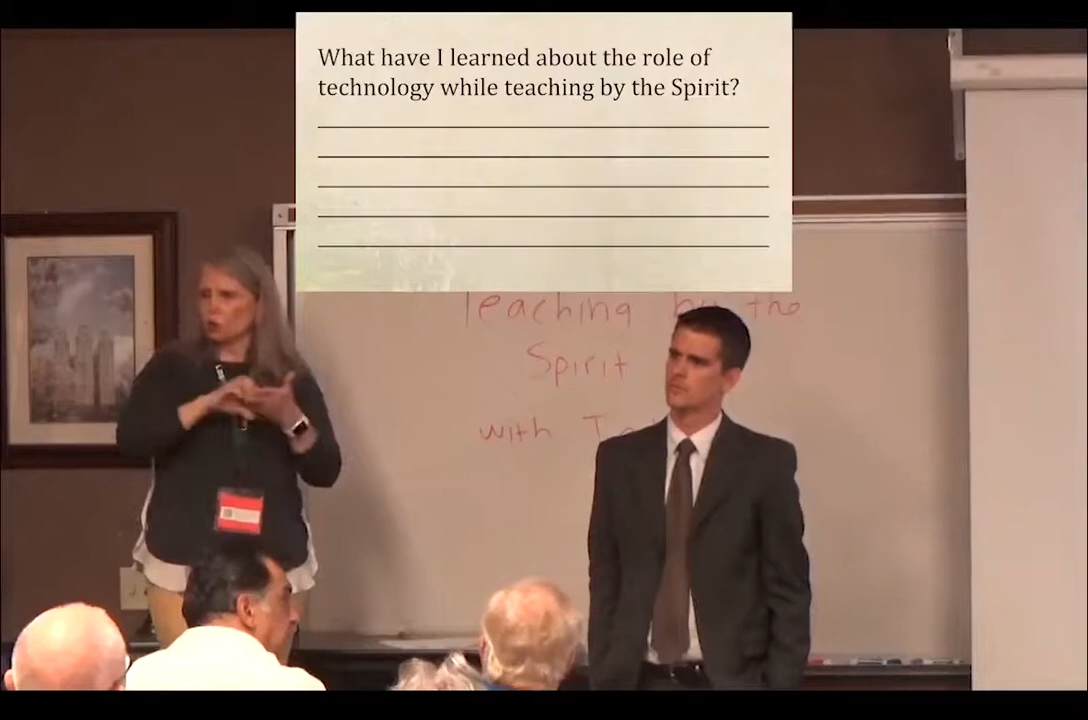 What have I learned about the role of
technology while teaching by the Spirit?
Teaching by the
Spirit
with